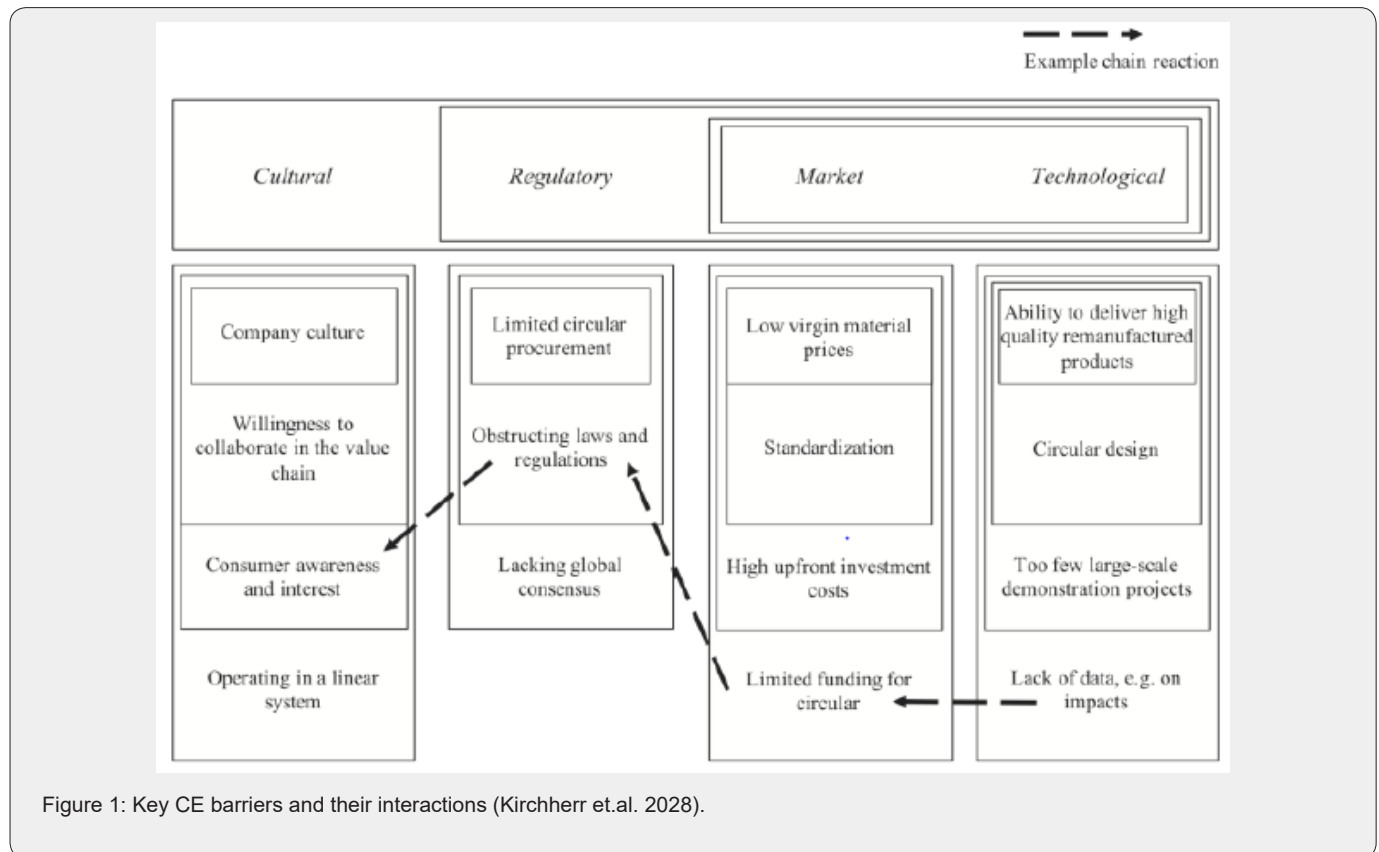 Example chain reaction
Cultural
Regulatory
Market
Technological
Company culture
Willingness to
collaborate in the value
chain
Consumer awareness
and interest
Operating in a linear
system
Limited circular
procurement
Obstructing laws and
regulations
Lacking global
consensus
Low virgin material
prices
Standardization
High upfront investment
costs
Limited funding for
circular
Ability to deliver high
quality remanufactured
products
Circular design
Too few large-scale
demonstration projects
Lack of data, e.g. on
impacts
Figure 1: Key CE barriers and their interactions (Kirchherr et.al. 2028).